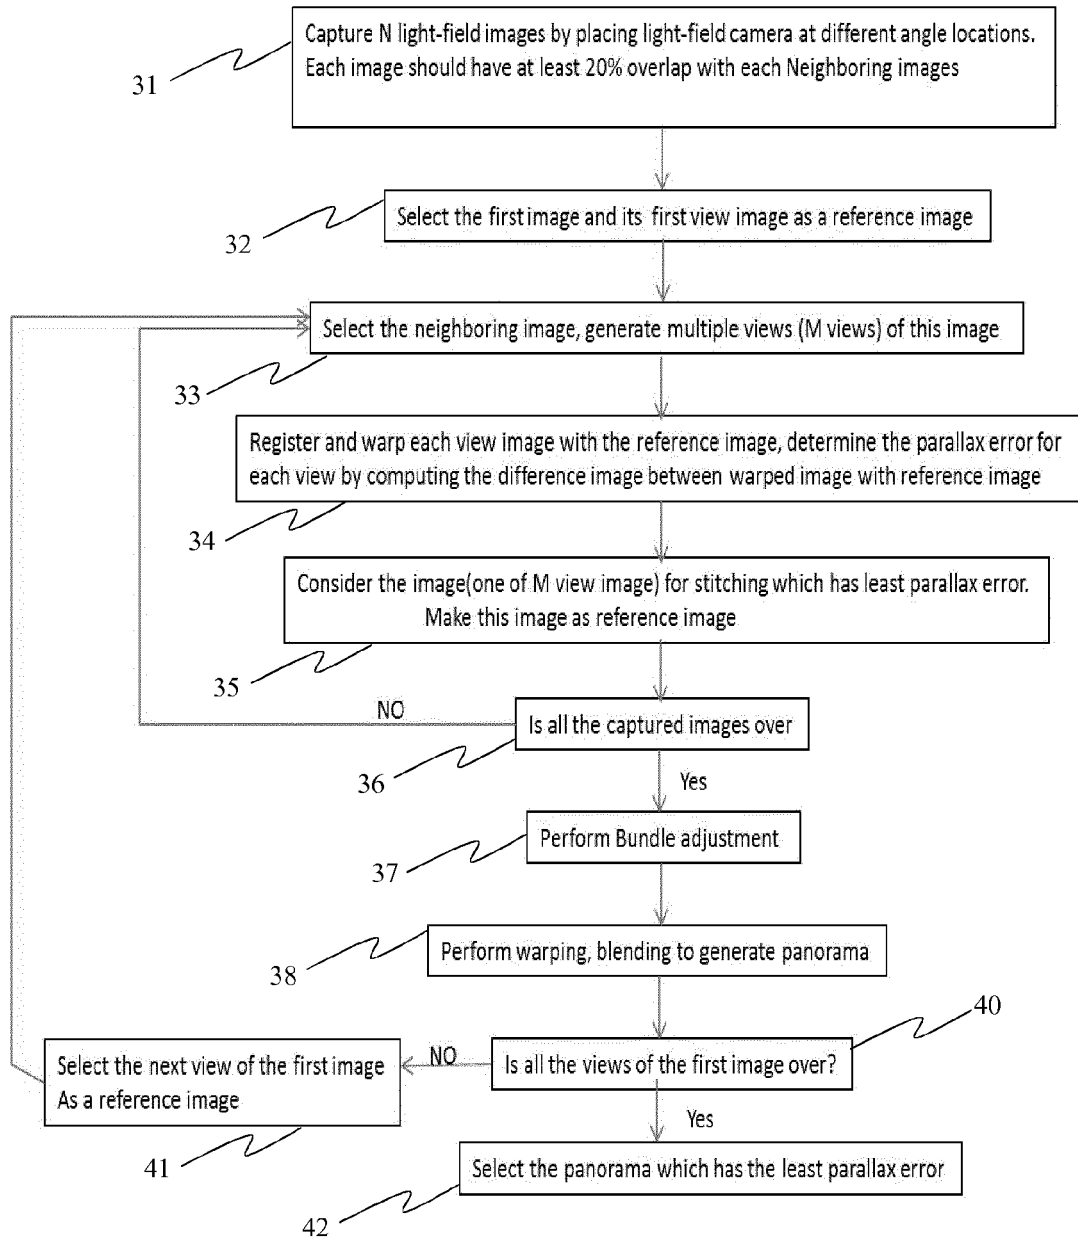 Capture N light-field images by placing light-field camera at different angle locations.
Each image should have at least 20% overlap with each Neighboring images
31
Select the first image and its first view image as a reference image
32
Select the neighboring image, generate multiple views (M views) of this image
33
Register and warp each view image with the reference image, determine the parallax error for
each view by computing the difference image between warped image with reference image
34
Consider the image(one of M view image) for stitching which has least parallax error.
Make this image as reference image
35
NO
Is all the captured images over
36
Yes
Perform Bundle adjustment
37
Perform warping, blending to generate panorama
38
40
Is all the views of the first image over?
NO
Select the next view of the first image
As a reference image
41
Yes
Select the panorama which has the least parallax error
42